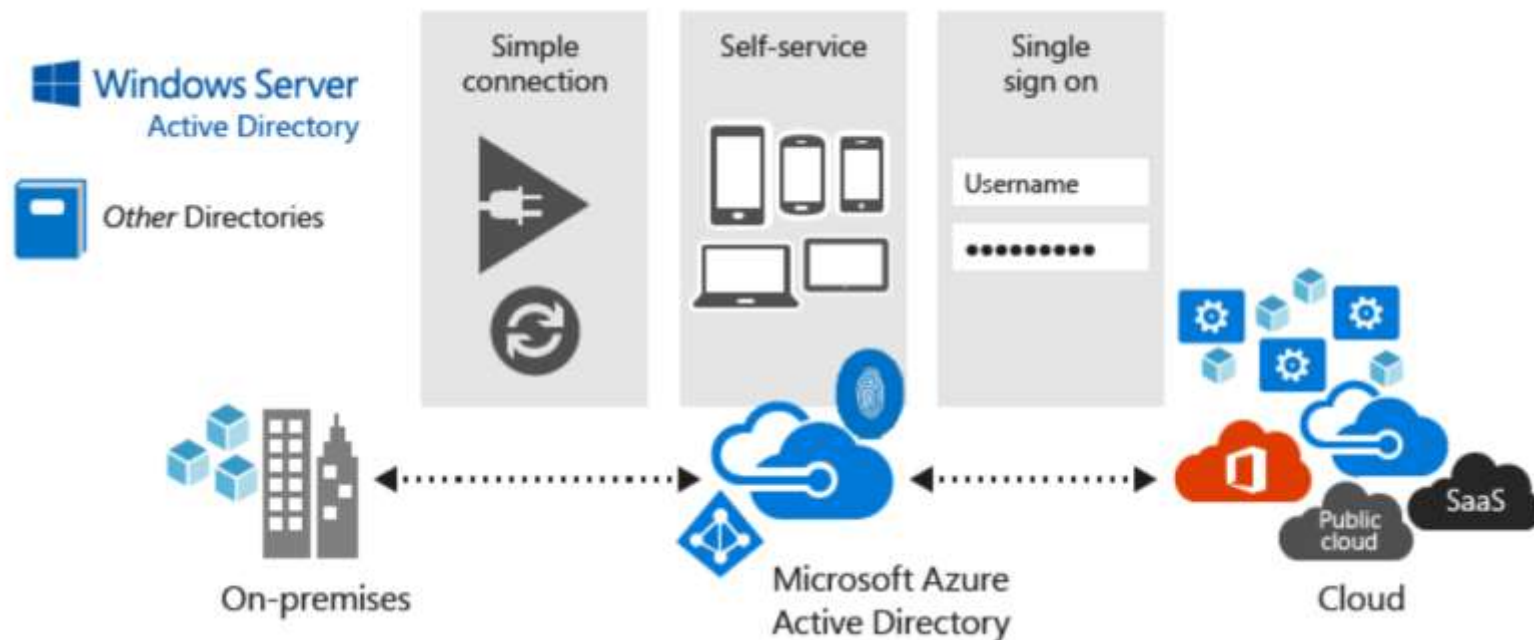 Windows Server
Active Directory
Other Directories
Simple
connection
Self-service
Single
sign on
Username
•••••••••
On-premises
Microsoft Azure
Active Directory
Public
cloud
SaaS
Cloud